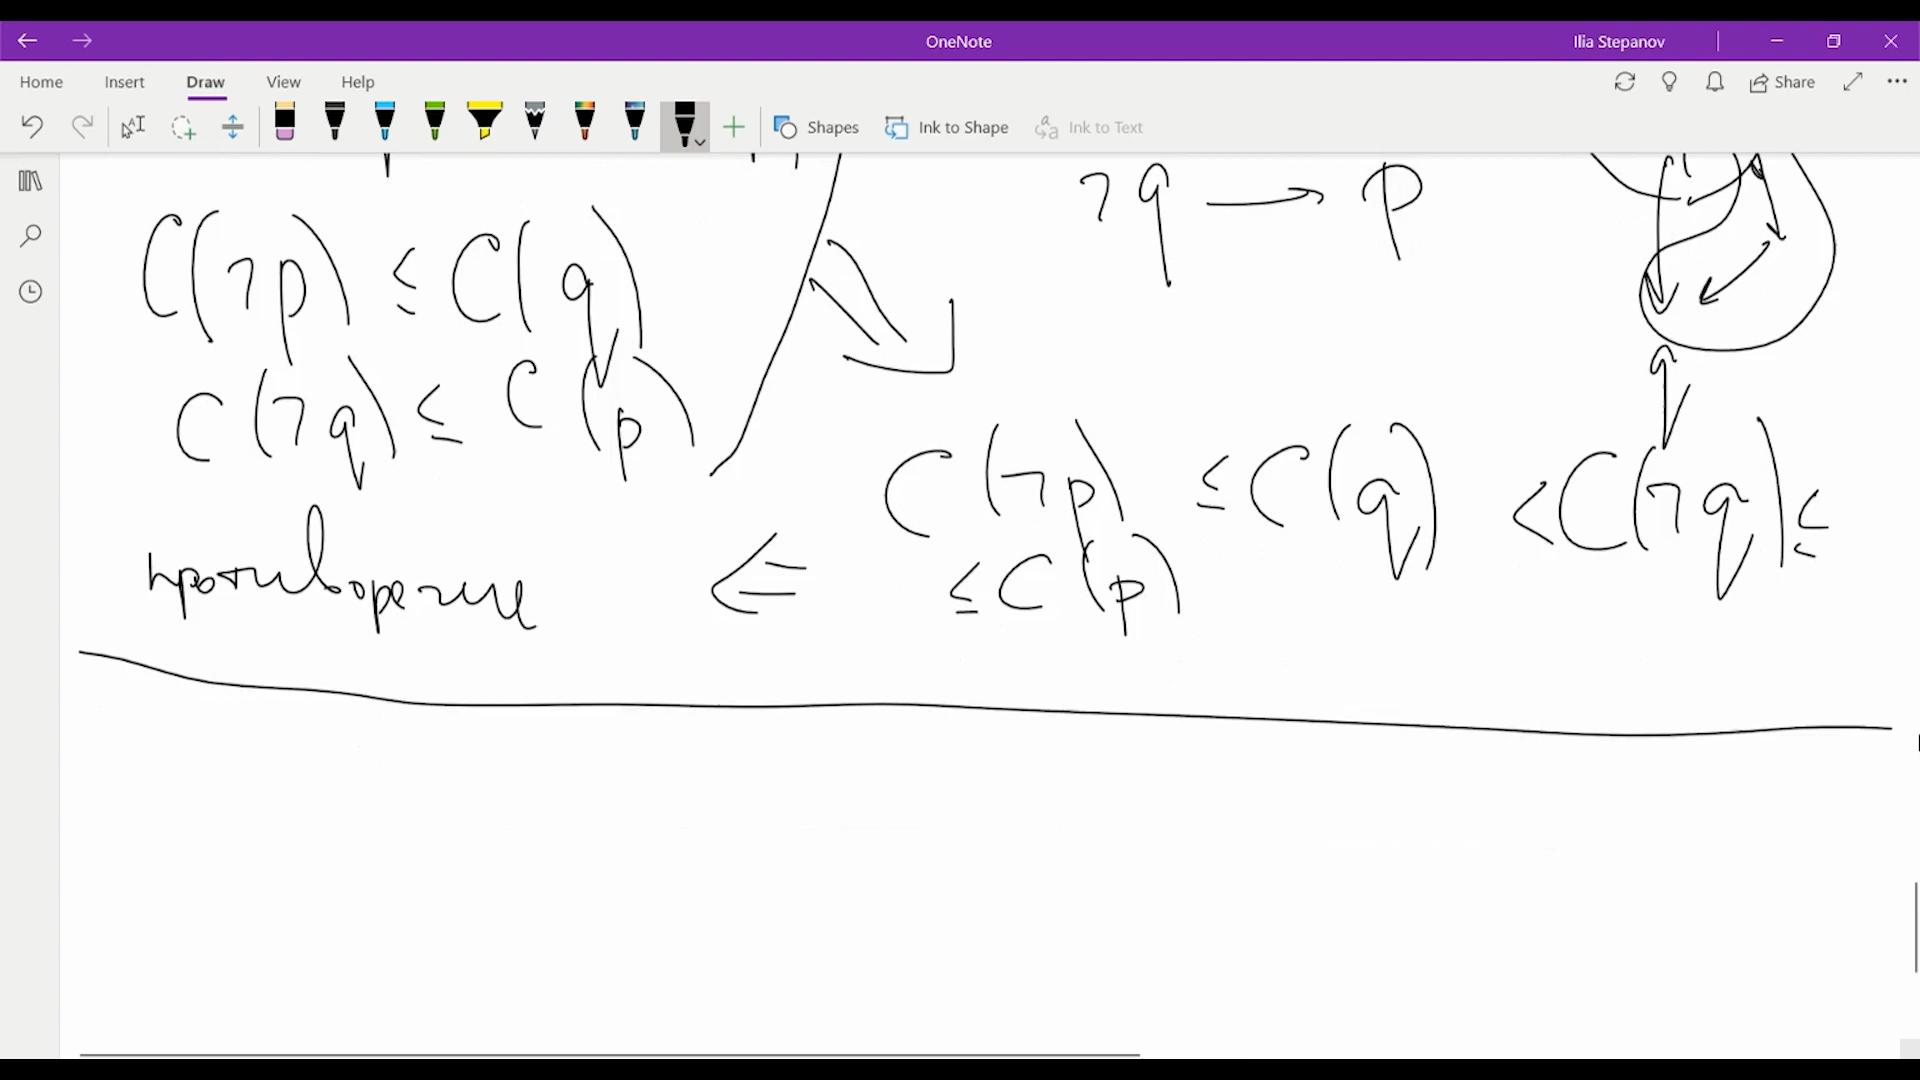 OneNote
Ilia Stepanov
Home Insert Draw View Help
Share
Shapes Ink to Shape Ink to Text
¬q → p
C(¬p) ≤ C(q)
C(¬q) ≤ C(p)
q
C(¬p) ≤ C(q) < C(¬q) ≤
≤ C(p)
противоречие ⇐